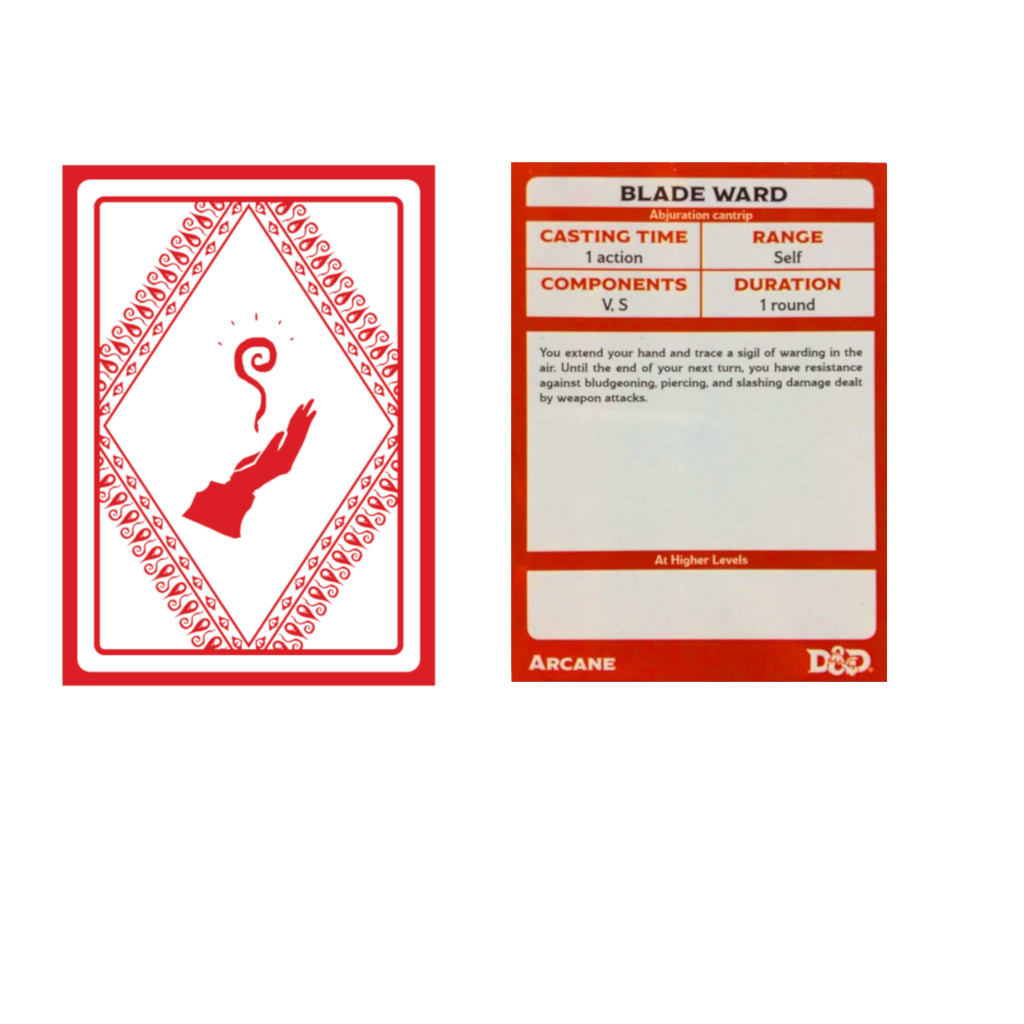 BLADE WARD
Abjuration cantrip
CASTING TIME
1 action
RANGE
Self
COMPONENTS
V, S
DURATION
1 round
You extend your hand and trace a sigil of warding in the
air. Until the end of your next turn, you have resistance
against bludgeoning, piercing, and slashing damage dealt
by weapon attacks.
At Higher Levels
ARCANE
D&D®